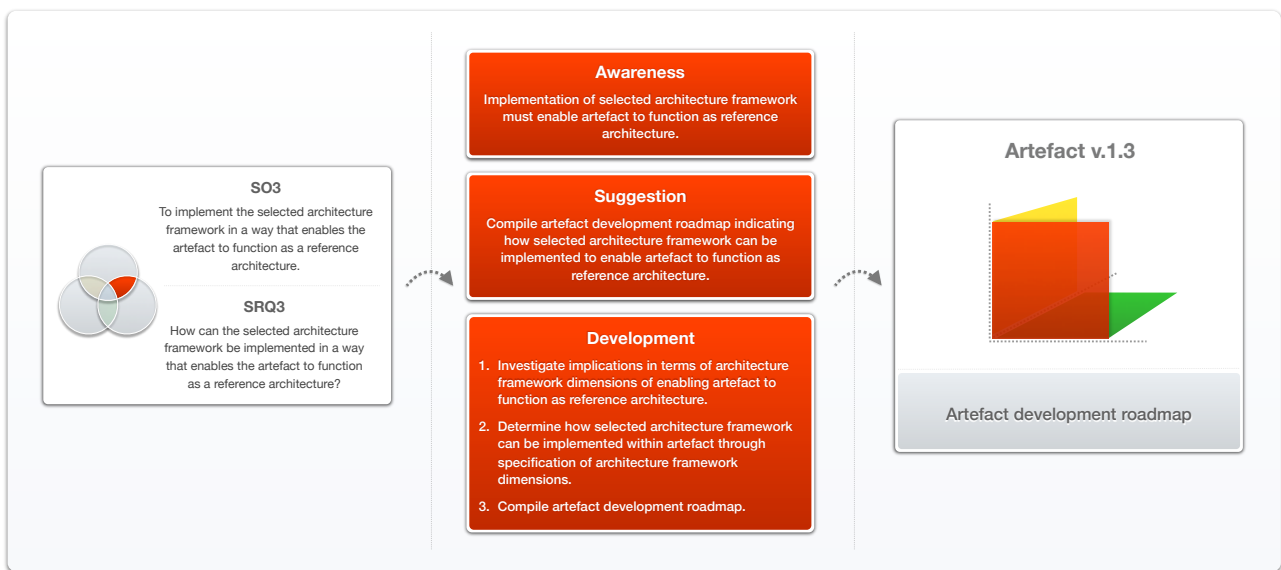 SO3
To implement the selected architecture
framework in a way that enables the
artefact to function as a reference
architecture.
SRQ3
How can the selected architecture
framework be implemented in a way
that enables the artefact to function
as a reference architecture?
Awareness
Implementation of selected architecture framework
must enable artefact to function as reference
architecture.
Suggestion
Compile artefact development roadmap indicating
how selected architecture framework can be
implemented to enable artefact to function as
reference architecture.
Development
1. Investigate implications in terms of architecture
framework dimensions of enabling artefact to
function as reference architecture.
2. Determine how selected architecture framework
can be implemented within artefact through
specification of architecture framework
dimensions.
3. Compile artefact development roadmap.
Artefact v.1.3
Artefact development roadmap